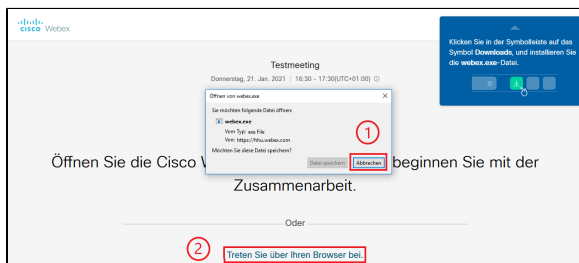 CISCO Webex
Klicken Sie in der Symbolleiste auf das
Symbol Downloads, und installieren Sie
die webex.exe-Datei.
Testmeeting
Donnerstag, 21. Jan. 2021 | 16:30 - 17:30(UTC+01:00)
Öffnen von webex.exe
Sie möchten folgende Datei öffnen:
webex.exe
Vom Typ: exe File
Von: https://hhu.webex.com
Möchten Sie diese Datei speichern?
1
Datei speichern Abbrechen
Öffnen Sie die Cisco beginnen Sie mit der
Zusammenarbeit.
Oder
2
Treten Sie über Ihren Browser bei.